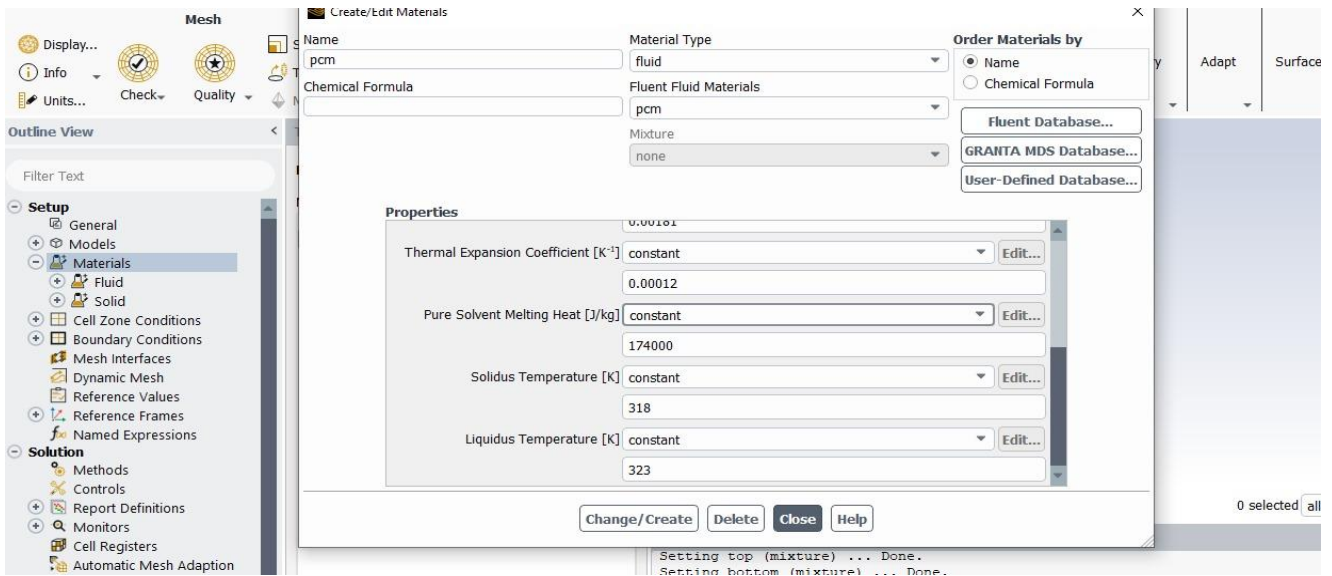 Mesh
Display...
Info
Units...
Check
Quality
Outline View
Filter Text
Setup
General
Models
Materials
Fluid
Solid
Cell Zone Conditions
Boundary Conditions
Mesh Interfaces
Dynamic Mesh
Reference Values
Reference Frames
Named Expressions
Solution
Methods
Controls
Report Definitions
Monitors
Cell Registers
Automatic Mesh Adaption
Create/Edit Materials
Name
pcm
Chemical Formula
Material Type
fluid
Fluent Fluid Materials
pcm
Mixture
none
Order Materials by
Name
Chemical Formula
Fluent Database...
GRANTA MDS Database...
User-Defined Database...
Properties
0.00181
Thermal Expansion Coefficient [K⁻¹] constant Edit...
0.00012
Pure Solvent Melting Heat [J/kg] constant Edit...
174000
Solidus Temperature [K] constant Edit...
318
Liquidus Temperature [K] constant Edit...
323
Change/Create Delete Close Help
Adapt
Surface
0 selected all
Setting top (mixture) ... Done.
Setting bottom (mixture) ... Done.